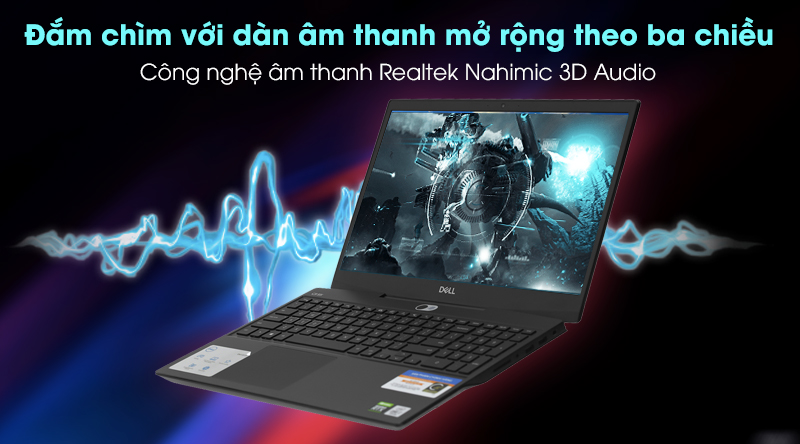 Đắm chìm với dàn âm thanh mở rộng theo ba chiều
Công nghệ âm thanh Realtek Nahimic 3D Audio
DELL